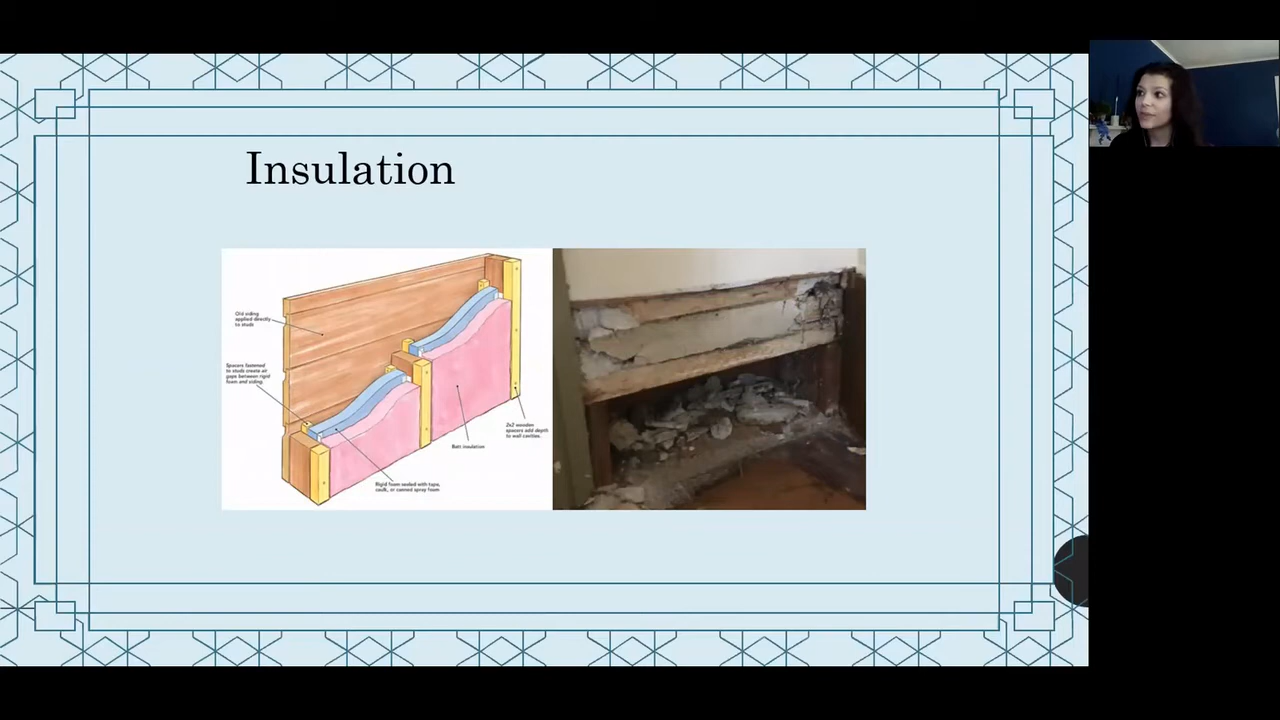 Insulation
Old siding
applied directly
to studs
Spacers fastened
to studs create air
gaps between rigid
foam and siding.
2x2 wooden
spacers add depth
to wall cavities.
Batt insulation
Rigid foam sealed with tape,
caulk, or canned spray foam